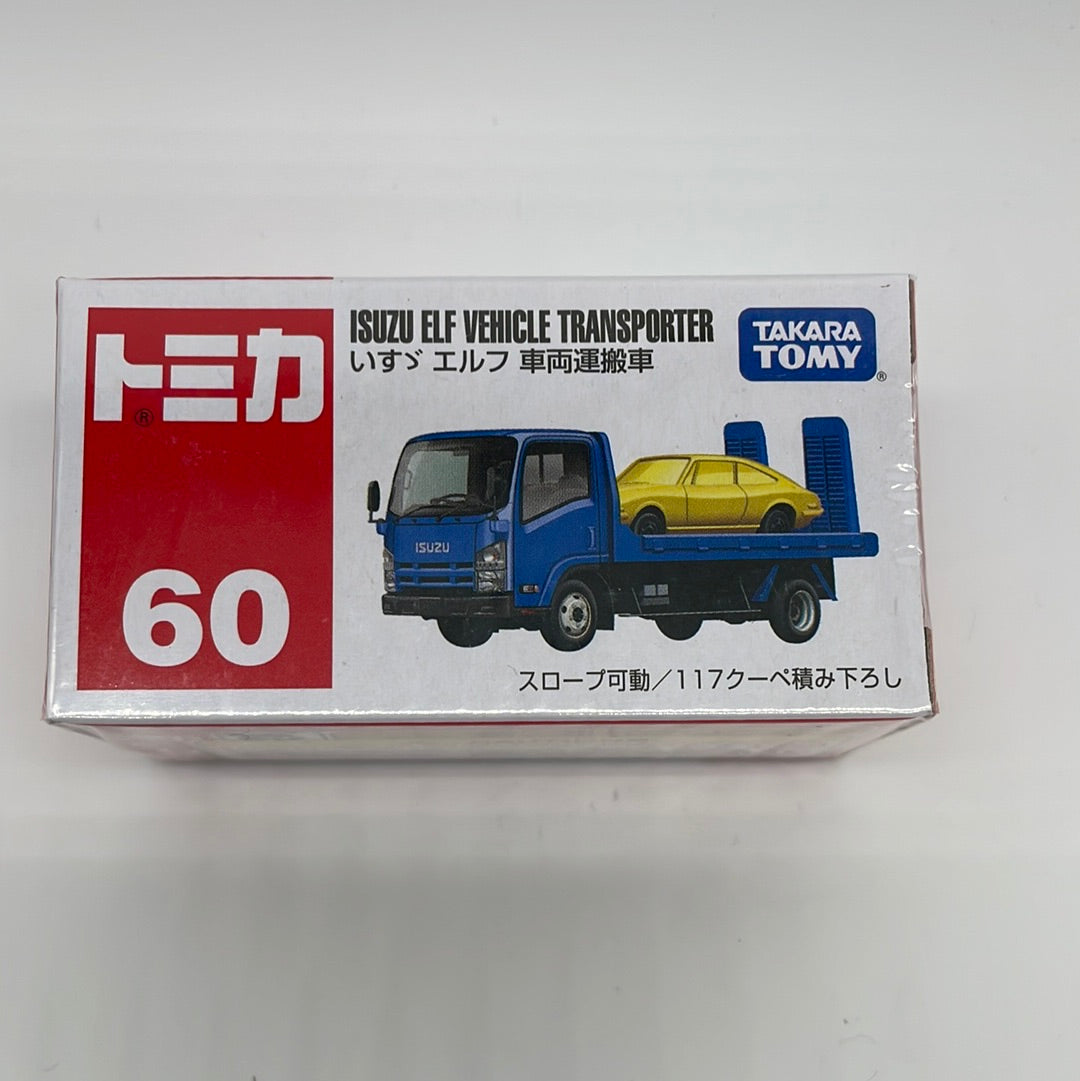 トミカ
®
60
ISUZU ELF VEHICLE TRANSPORTER
いすゞ エルフ 車両運搬車
TAKARA
TOMY
®
ISUZU
スロープ可動／117クーペ積み下ろし